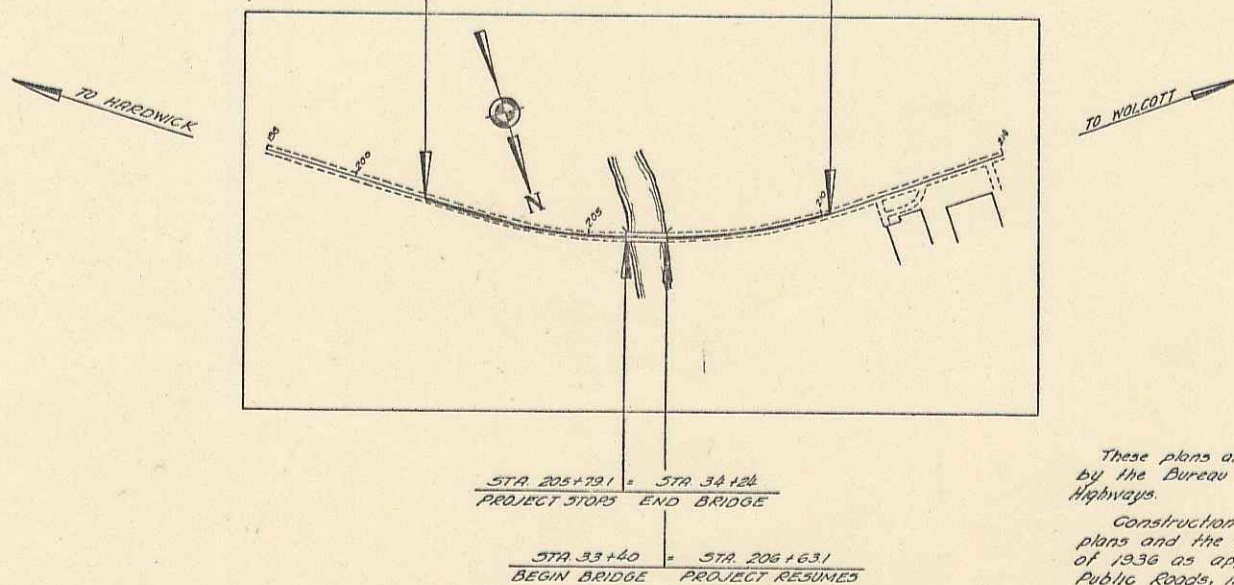 TO HARDWICK
TO WOLCOTT
198
200
N
205
210
214
STA. 205+79.1 = STA. 34+24
PROJECT STOPS END BRIDGE
STA. 33+40 = STA. 206+63.1
BEGIN BRIDGE PROJECT RESUMES
These plans a
by the Bureau
Highways.
Construction
plans and the
of 1936 as ap
Public Roads,